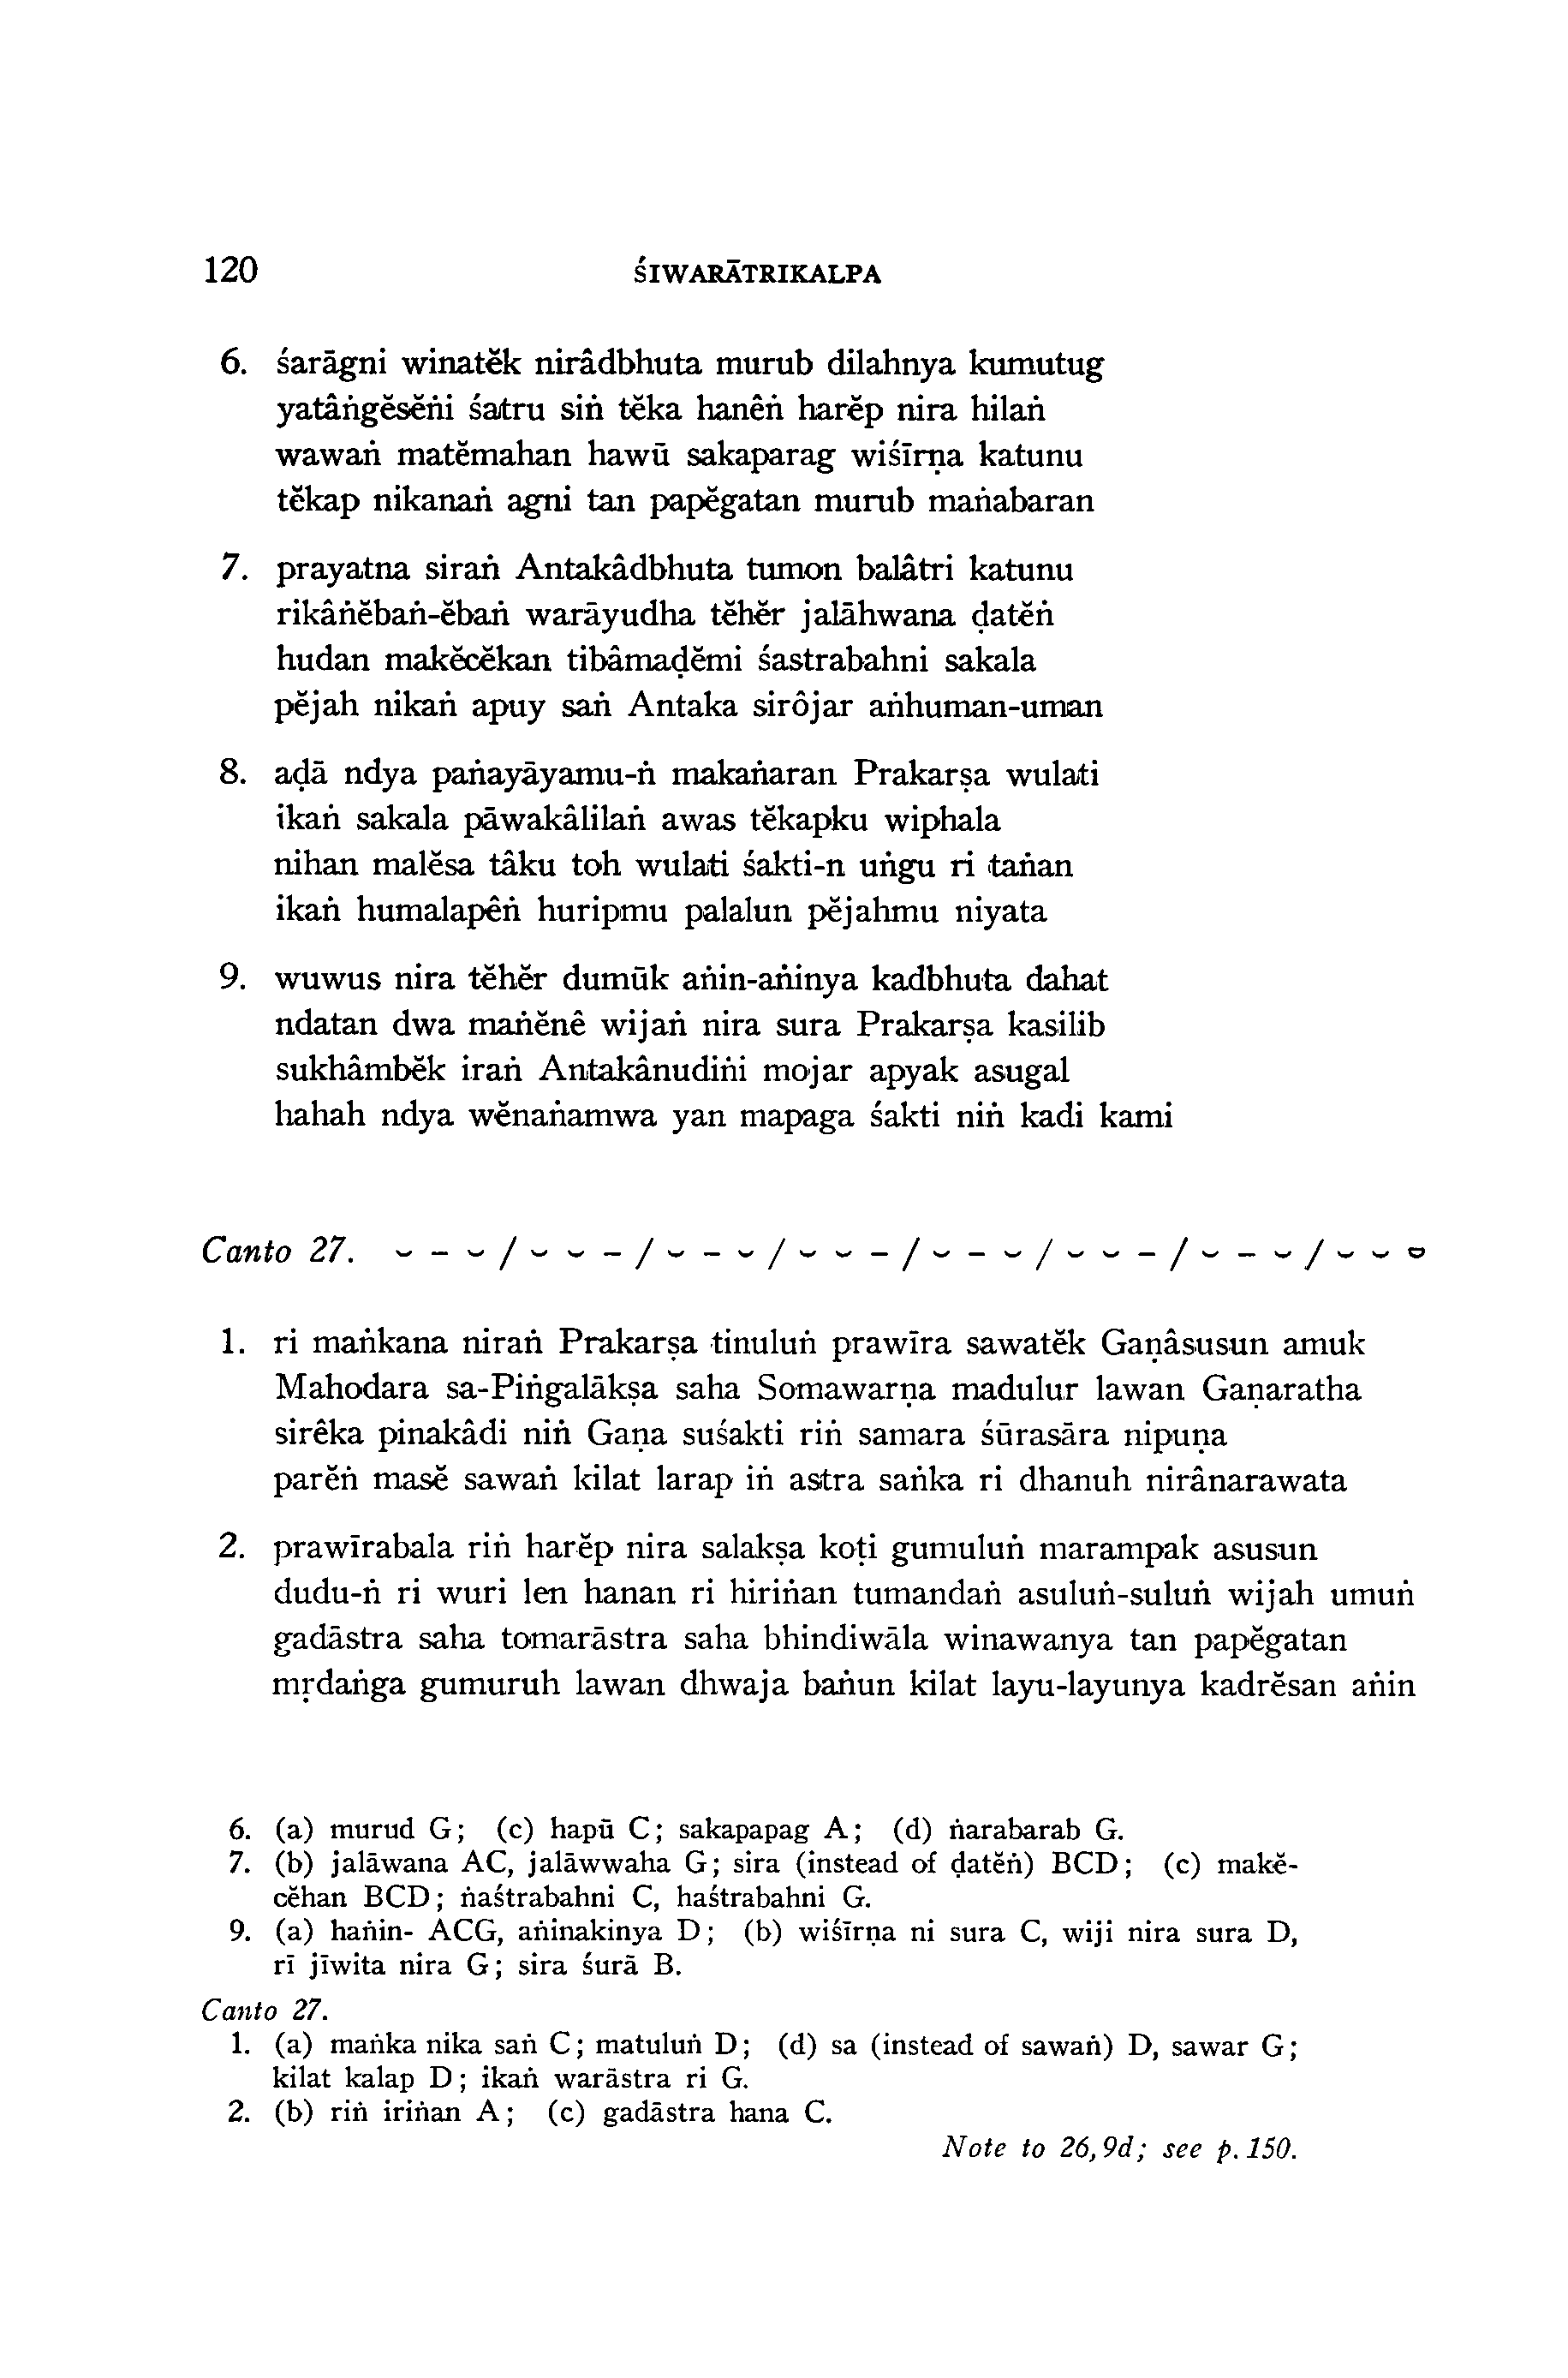 120 ŚIWARĀTRIKALPA
6. śarāgni winatĕk nirâdbhuta murub dilahnya kumutug
yatâṅgĕsĕṅi śatru siṅ tĕka hanêṅ harĕp nira hilaṅ
wawaṅ matĕmahan hawū sakaparag wiśīrṇa katunu
tĕkap nikanaṅ agni tan papĕgatan murub maṅabaran
7. prayatna siraṅ Antakâdbhuta tumon balâtri katunu
rikâṅĕbaṅ-ĕbaṅ warāyudha tĕhĕr jalāhwana ḍatĕṅ
hudan makĕcĕkan tibâmaḍĕmi śastrabahni sakala
pĕjah nikaṅ apuy saṅ Antaka sirôjar aṅhuman-uman
8. aḍā ndya paṅayāyamu-ṅ makaṅaran Prakarṣa wulati
ikaṅ sakala pāwakâlilaṅ awas tĕkapku wiphala
nihan malĕsa tâku toh wulati śakti-n uṅgu ri taṅan
ikaṅ humalapêṅ huripmu palalun pĕjahmu niyata
9. wuwus nira tĕhĕr dumūk aṅin-aṅinya kadbhuta dahat
ndatan dwa maṅĕnê wijaṅ nira sura Prakarṣa kasilib
sukhâmbĕk iraṅ Antakânudiṅi mojar apyak asugal
hahah ndya wĕnaṅamwa yan mapaga śakti niṅ kadi kami
Canto 27. ⏑ – ⏑ / ⏑ ⏑ – / ⏑ – ⏑ / ⏑ ⏑ – / ⏑ – ⏑ / ⏑ ⏑ – / ⏑ – ⏑ / ⏑ ⏑ ⏓
1. ri maṅkana niraṅ Prakarṣa tinuluṅ prawīra sawatĕk Gaṇâsusun amuk
Mahodara sa-Piṅgalākṣa saha Somawarṇa madulur lawan Gaṇaratha
sirêka pinakâdi niṅ Gaṇa suśakti riṅ samara śūrasāra nipuṇa
parĕṅ masĕ sawaṅ kilat larap iṅ astra saṅka ri dhanuh nirânarawata
2. prawīrabala riṅ harĕp nira salakṣa koṭi gumuluṅ marampak asusun
dudu-ṅ ri wuri len hanan ri hiriṅan tumandaṅ asuluṅ-suluṅ wijah umuṅ
gadāstra saha tomarāstra saha bhindiwāla winawanya tan papĕgatan
mṛdaṅga gumuruh lawan dhwaja baṅun kilat layu-layunya kadrĕsan aṅin
6. (a) murud G; (c) hapū C; sakapapag A; (d) ṅarabarab G.
7. (b) jalāwana AC, jalāwwaha G; sira (instead of ḍatĕṅ) BCD; (c) makĕ-
cĕhan BCD; ṅaśtrabahni C, haśtrabahni G.
9. (a) haṅin- ACG, aṅinakinya D; (b) wiśīrṇa ni sura C, wiji nira sura D,
rī jīwita nira G; sira śurā B.
Canto 27.
1. (a) maṅka nika saṅ C; matuluṅ D; (d) sa (instead of sawaṅ) D, sawar G;
kilat kalap D; ikaṅ warāstra ri G.
2. (b) riṅ iriṅan A; (c) gadāstra hana C.
Note to 26,9d; see p. 150.